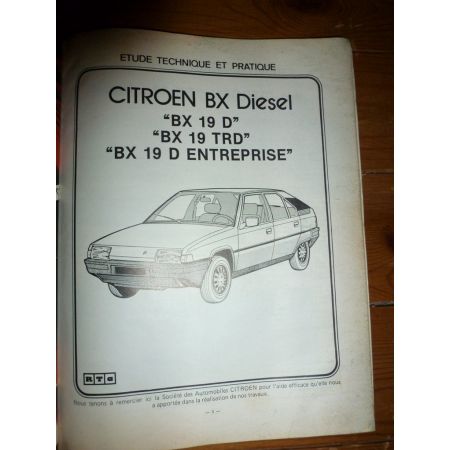 ETUDE TECHNIQUE ET PRATIQUE
CITROEN BX Diesel
"BX 19 D"
"BX 19 TRD"
"BX 19 D ENTREPRISE"
RTa
Nous tenons à remercier ici la Société des Automobiles CITROEN pour l'aide efficace qu'elle nous
a apportée dans la réalisation de nos travaux.